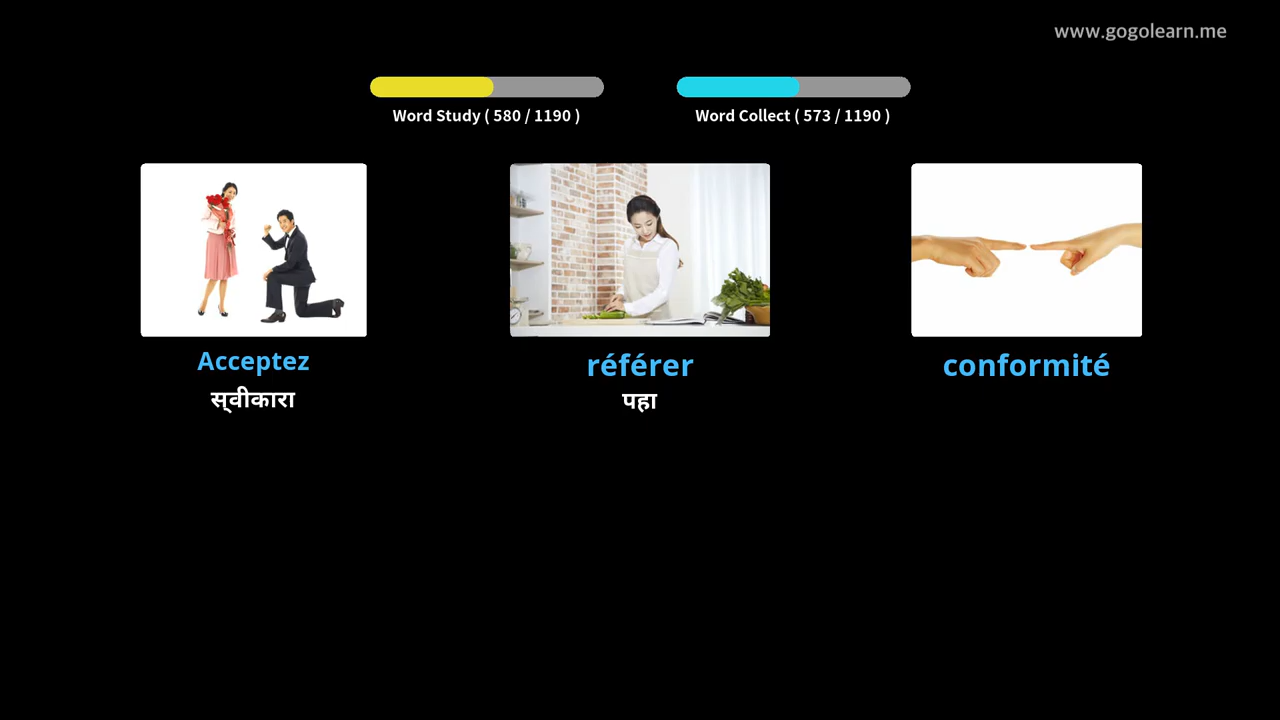 www.gogolearn.me
Word Study ( 580 / 1190 )
Word Collect ( 573 / 1190 )
Acceptez
स्वीकारा
référer
पहा
conformité